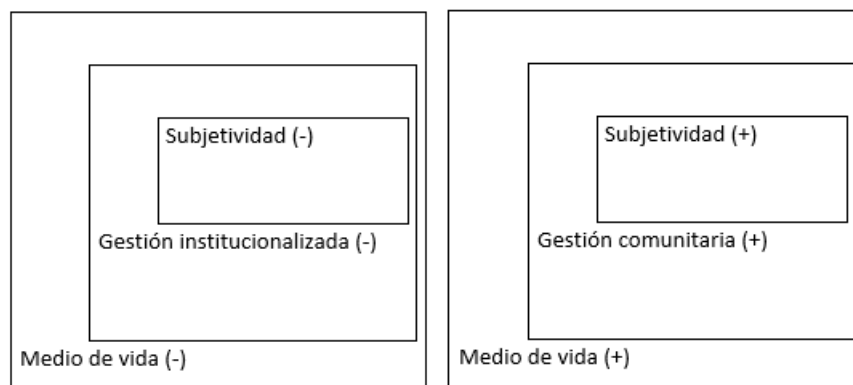 Subjetividad (-)
Gestión institucionalizada (-)
Medio de vida (-)
Subjetividad (+)
Gestión comunitaria (+)
Medio de vida (+)